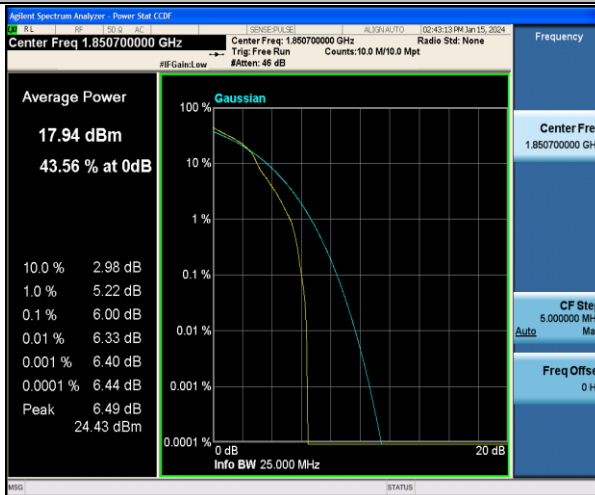 Agilent Spectrum Analyzer - Power Stat CCDF
RL RF 50 Ω AC SENSE:PULSE ALIGN AUTO 02:43:13 PM Jan 15, 2024
Center Freq 1.850700000 GHz
Center Freq: 1.850700000 GHz Radio Std: None
Trig: Free Run Counts:10.0 M/10.0 Mpt
#IFGain:Low #Atten: 46 dB
Frequency
Average Power
17.94 dBm
43.56 % at 0dB
10.0 % 2.98 dB
1.0 % 5.22 dB
0.1 % 6.00 dB
0.01 % 6.33 dB
0.001 % 6.40 dB
0.0001 % 6.44 dB
Peak 6.49 dB
24.43 dBm
Gaussian
100 %
10 %
1 %
0.1 %
0.01 %
0.001 %
0.0001 %
0 dB 20 dB
Info BW 25.000 MHz
Center Fre
1.850700000 GH
CF Ste
5.000000 MH
Auto Ma
Freq Offse
0 H
MSG STATUS